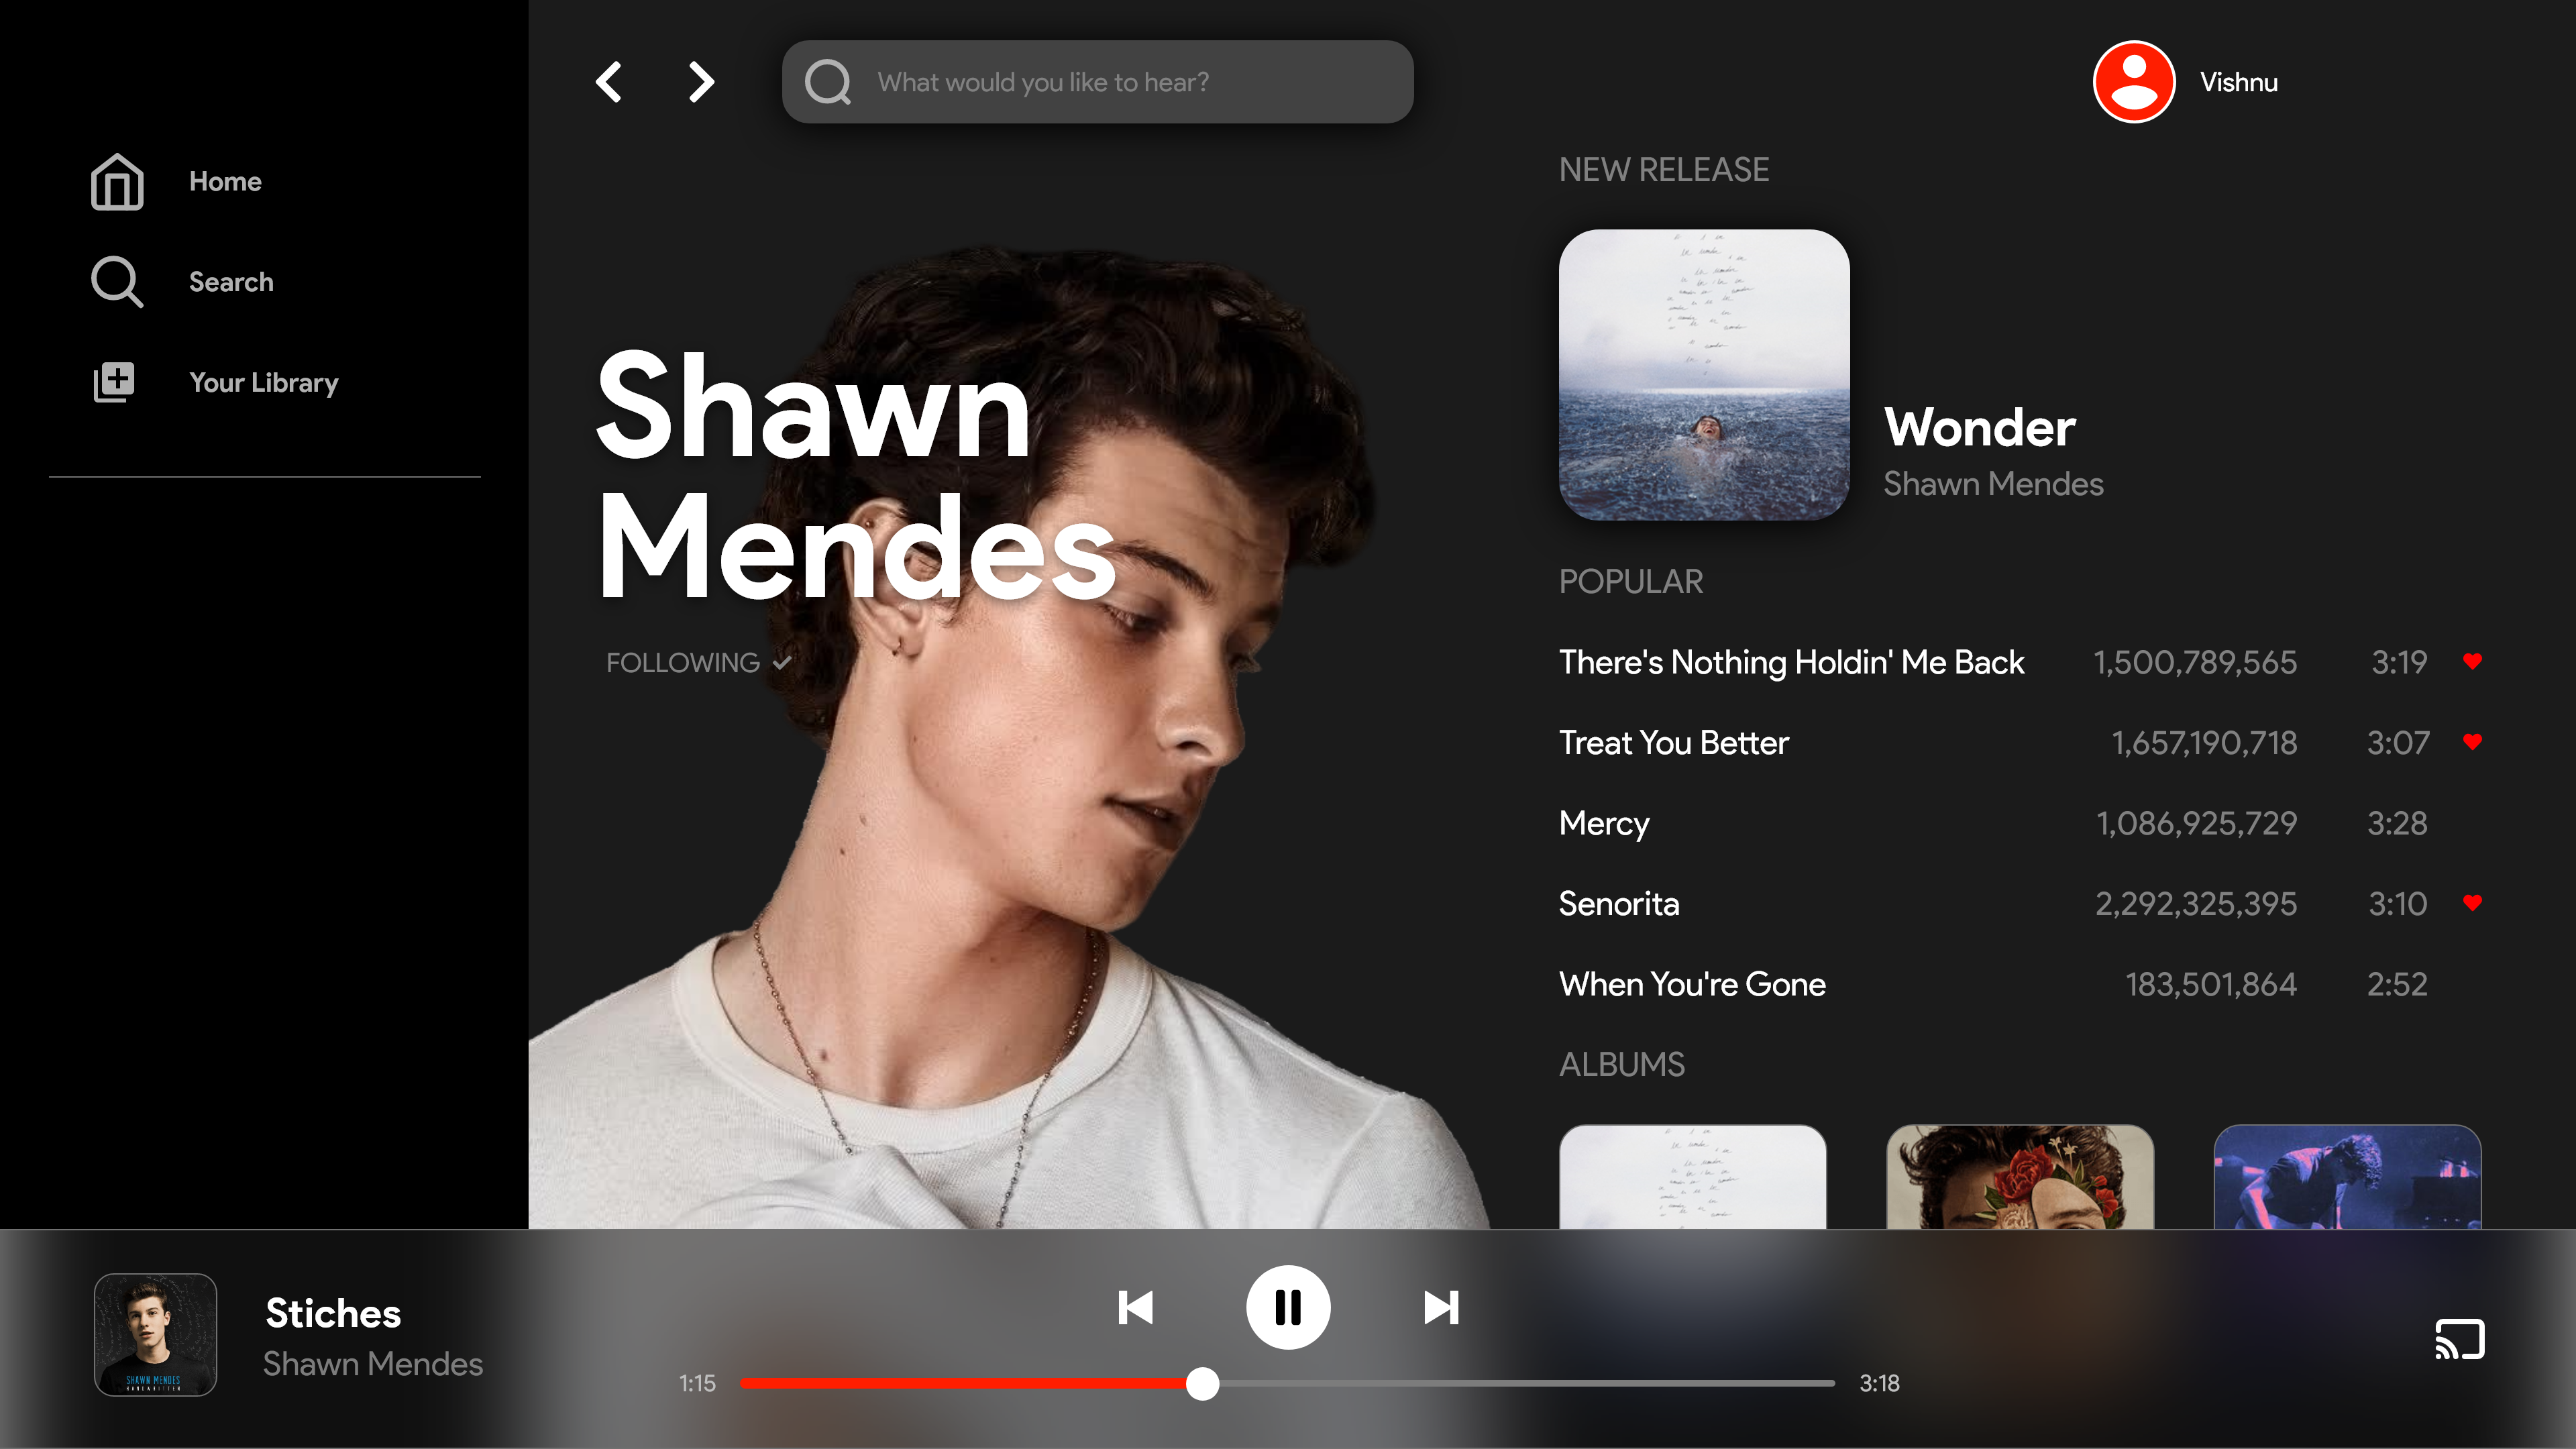 What would you like to hear?
Vishnu
Home
Search
Your Library
Shawn
Mendes
FOLLOWING
NEW RELEASE
Wonder
Shawn Mendes
POPULAR
There's Nothing Holdin' Me Back 1,500,789,565 3:19
Treat You Better 1,657,190,718 3:07
Mercy 1,086,925,729 3:28
Senorita 2,292,325,395 3:10
When You're Gone 183,501,864 2:52
ALBUMS
SHAWN MENDES
Stiches
Shawn Mendes
1:15
3:18